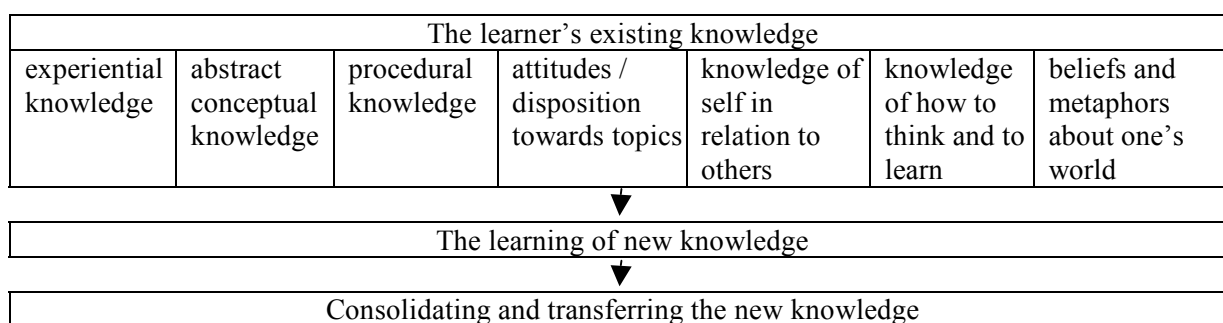 The learner's existing knowledge
experiential
knowledge
abstract
conceptual
knowledge
procedural
knowledge
attitudes /
disposition
towards topics
knowledge of
self in
relation to
others
knowledge
of how to
think and to
learn
beliefs and
metaphors
about one's
world
The learning of new knowledge
Consolidating and transferring the new knowledge